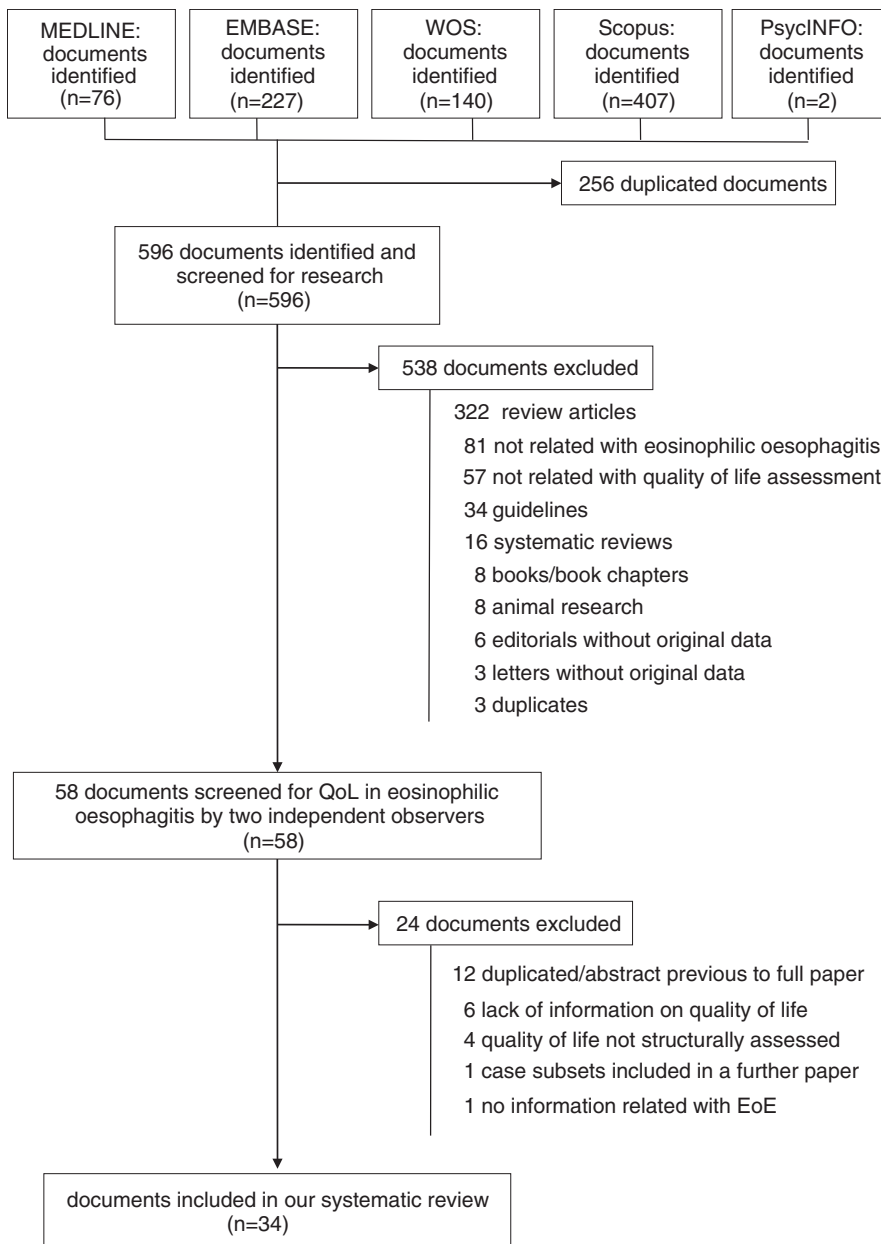 MEDLINE:
documents
identified
(n=76)
EMBASE:
documents
identified
(n=227)
WOS:
documents
identified
(n=140)
Scopus:
documents
identified
(n=407)
PsycINFO:
documents
identified
(n=2)
256 duplicated documents
596 documents identified and
screened for research
(n=596)
538 documents excluded
322 review articles
81 not related with eosinophilic oesophagitis
57 not related with quality of life assessment
34 guidelines
16 systematic reviews
8 books/book chapters
8 animal research
6 editorials without original data
3 letters without original data
3 duplicates
58 documents screened for QoL in eosinophilic
oesophagitis by two independent observers
(n=58)
24 documents excluded
12 duplicated/abstract previous to full paper
6 lack of information on quality of life
4 quality of life not structurally assessed
1 case subsets included in a further paper
1 no information related with EoE
documents included in our systematic review
(n=34)